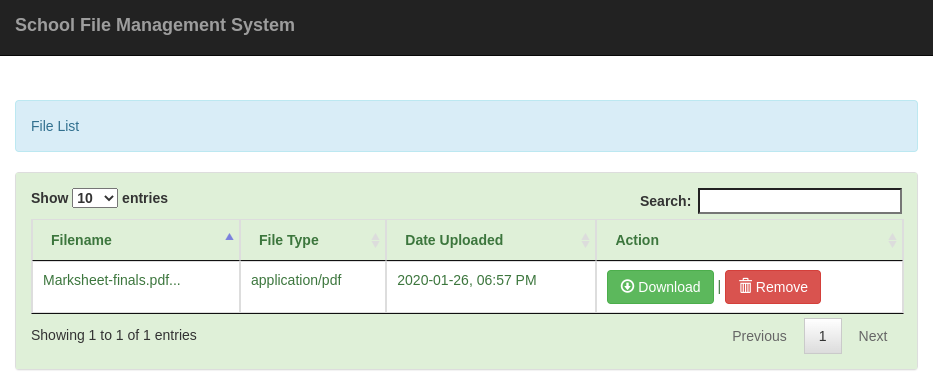 School File Management System
File List
Show 10 entries Search:
Filename File Type Date Uploaded Action
Marksheet-finals.pdf... application/pdf 2020-01-26, 06:57 PM Download | Remove
Showing 1 to 1 of 1 entries Previous 1 Next